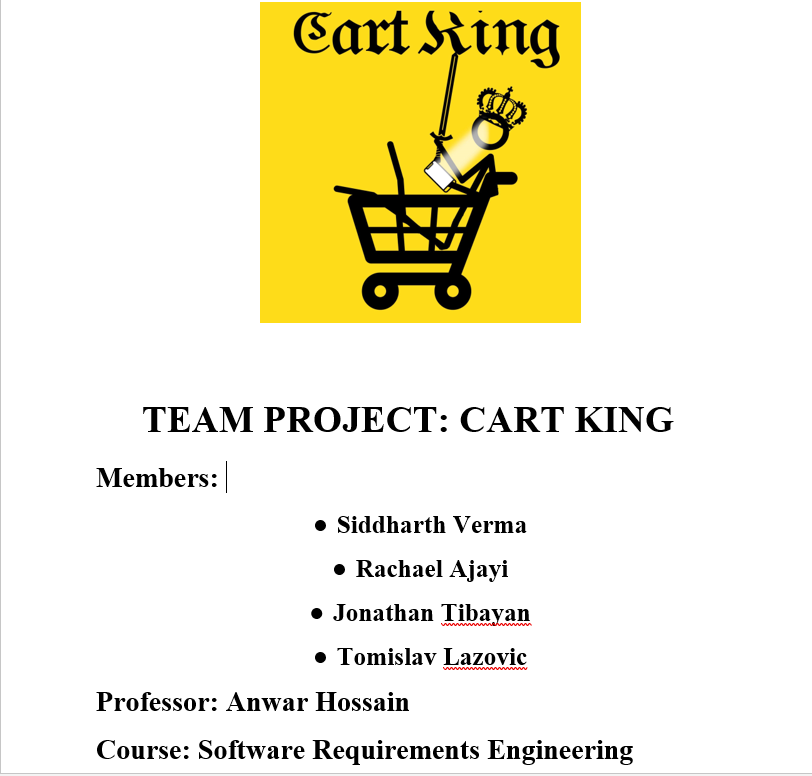 Cart King
TEAM PROJECT: CART KING
Members:
● Siddharth Verma
● Rachael Ajayi
● Jonathan Tibayan
● Tomislav Lazovic
Professor: Anwar Hossain
Course: Software Requirements Engineering